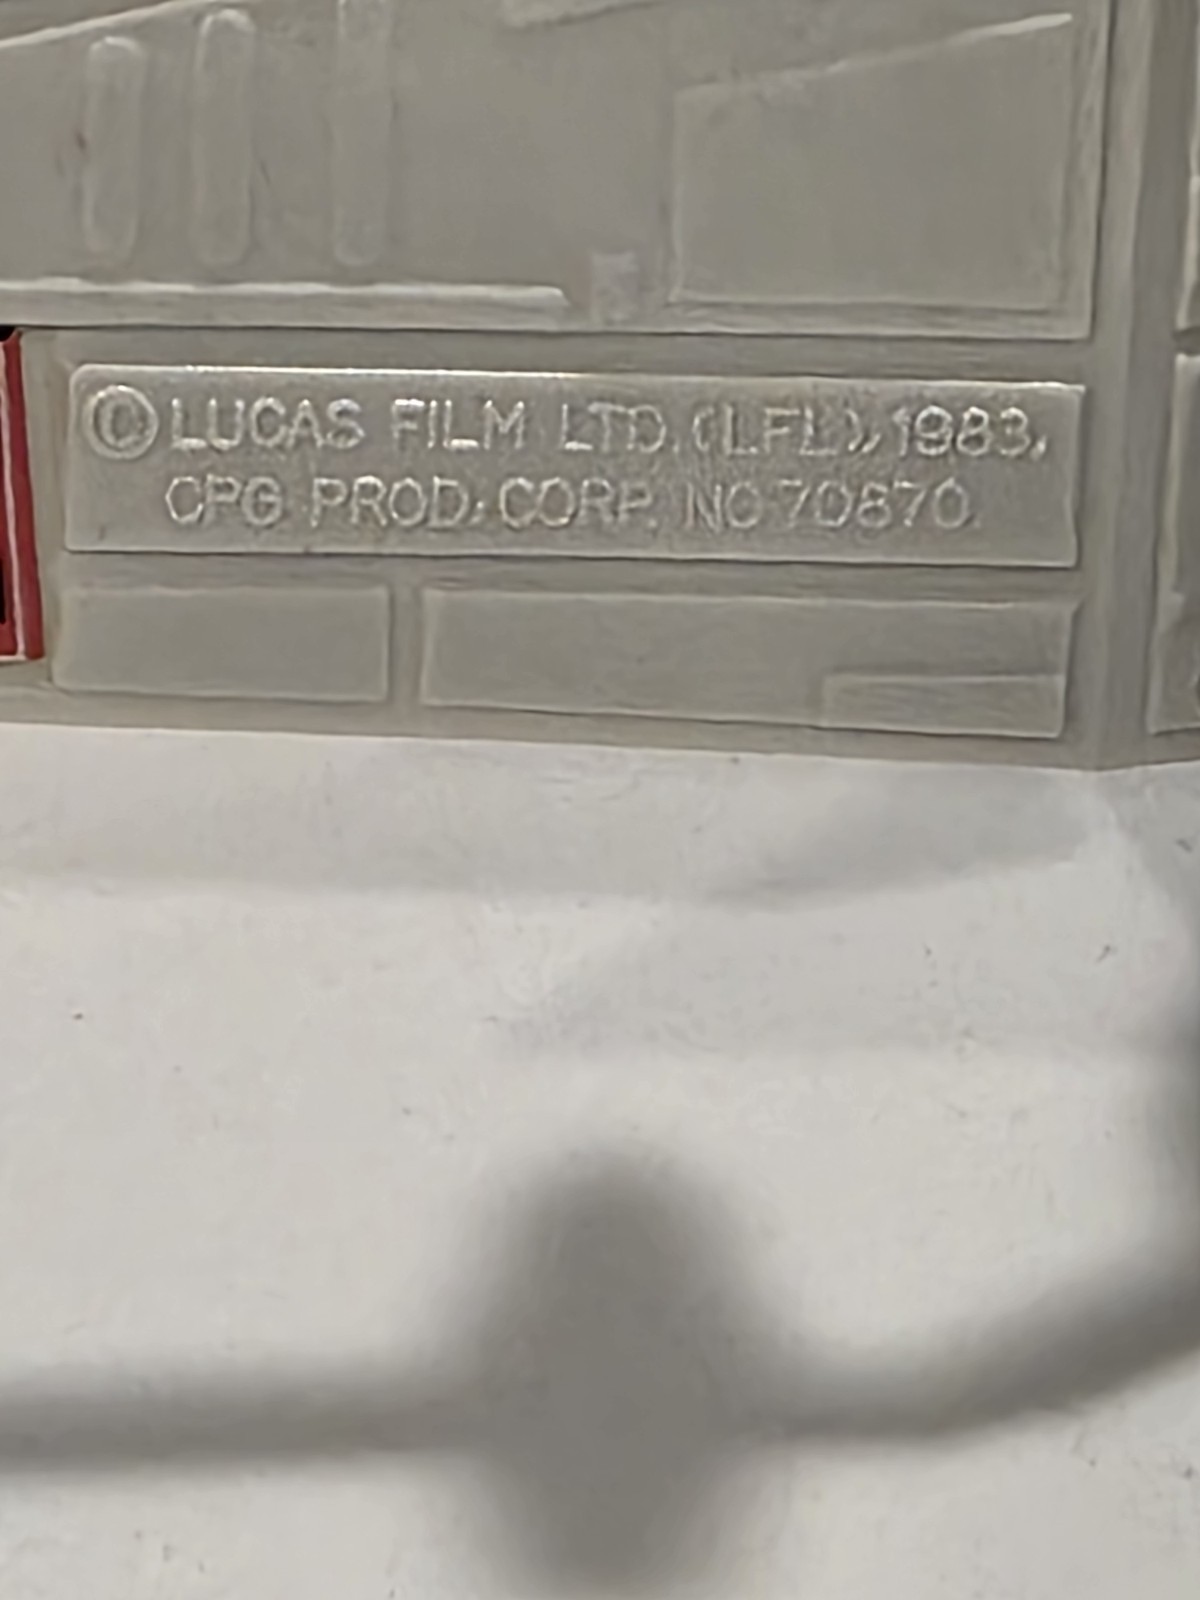 © LUCAS FILM LTD. (LFL), 1983,
CPG PROD. CORP. NO 70870